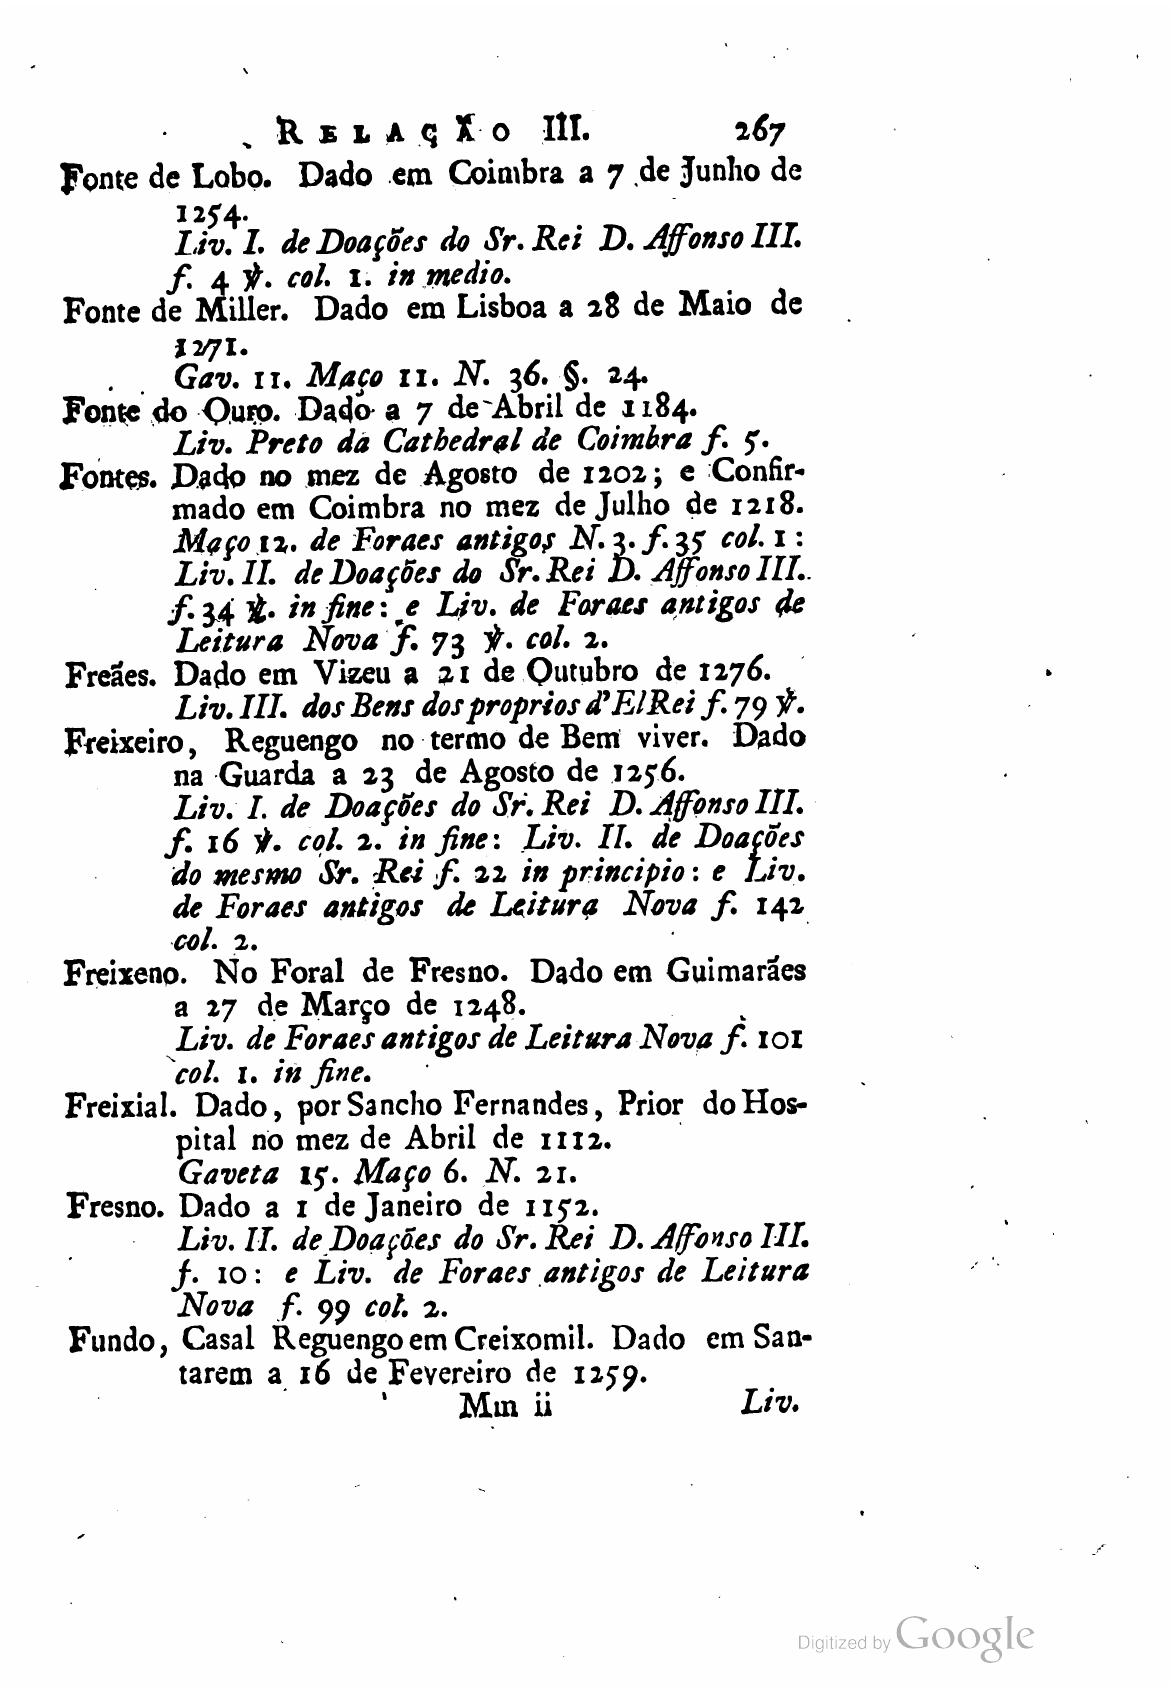 RELAÇÃO III. 267
Fonte de Lobo. Dado em Coimbra a 7 de Junho de
1254.
Liv. I. de Doações do Sr. Rei D. Affonso III.
f. 4 ℣. col. 1. in medio.
Fonte de Miller. Dado em Lisboa a 28 de Maio de
1271.
Gav. 11. Maço 11. N. 36. §. 24.
Fonte do Ouro. Dado a 7 de Abril de 1184.
Liv. Preto da Cathedral de Coimbra f. 5.
Fontes. Dado no mez de Agosto de 1202; e Confir-
mado em Coimbra no mez de Julho de 1218.
Maço 12. de Foraes antigos N. 3. f. 35 col. 1:
Liv. II. de Doações do Sr. Rei D. Affonso III.
f. 34 ℣. in fine: e Liv. de Foraes antigos de
Leitura Nova f. 73 ℣. col. 2.
Freães. Dado em Vizeu a 21 de Outubro de 1276.
Liv. III. dos Bens dos proprios d'ElRei f. 79 ℣.
Freixeiro, Reguengo no termo de Bem viver. Dado
na Guarda a 23 de Agosto de 1256.
Liv. I. de Doações do Sr. Rei D. Affonso III.
f. 16 ℣. col. 2. in fine: Liv. II. de Doações
do mesmo Sr. Rei f. 22 in principio: e Liv.
de Foraes antigos de Leitura Nova f. 142
col. 2.
Freixeno. No Foral de Fresno. Dado em Guimarães
a 27 de Março de 1248.
Liv. de Foraes antigos de Leitura Nova f. 101
col. 1. in fine.
Freixial. Dado, por Sancho Fernandes, Prior do Hos-
pital no mez de Abril de 1112.
Gaveta 15. Maço 6. N. 21.
Fresno. Dado a 1 de Janeiro de 1152.
Liv. II. de Doações do Sr. Rei D. Affonso III.
f. 10: e Liv. de Foraes antigos de Leitura
Nova f. 99 col. 2.
Fundo, Casal Reguengo em Creixomil. Dado em San-
tarem a 16 de Fevereiro de 1259.
Mm ii Liv.
Digitized by Google